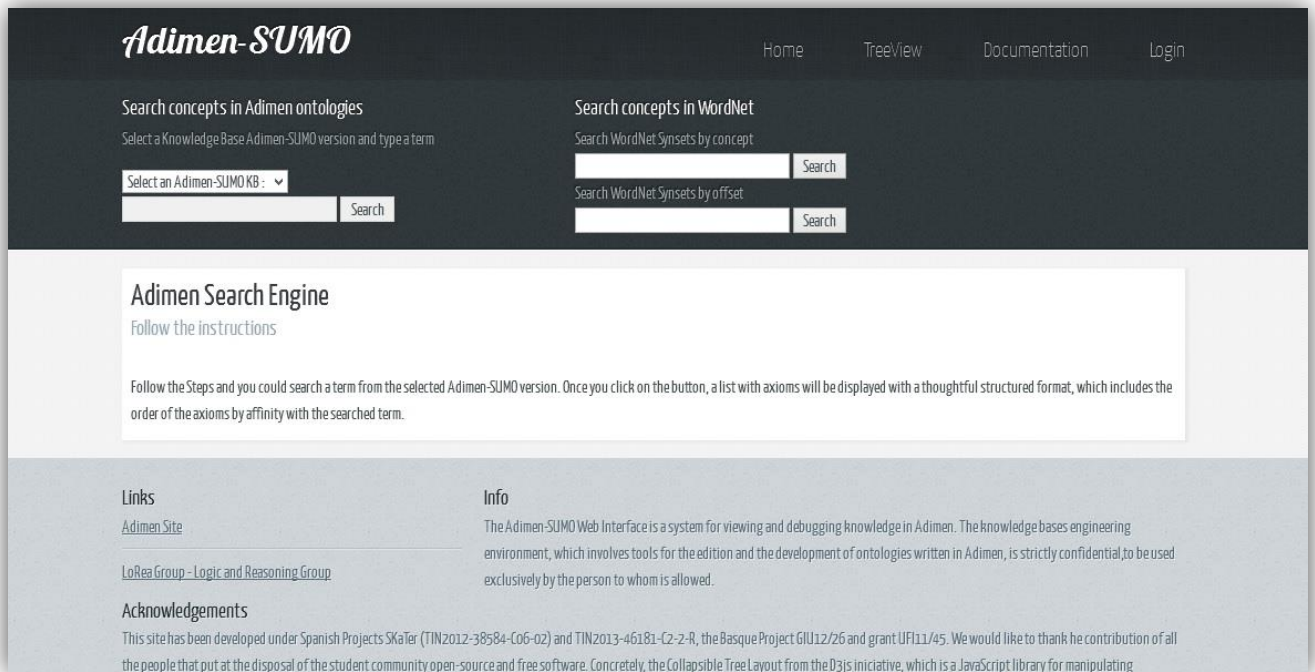 Adimen-SUMO
Home
TreeView
Documentation
Login
Search concepts in Adimen ontologies
Select a Knowledge Base Adimen-SUMO version and type a term
Select an Adimen-SUMO KB :
Search
Search concepts in WordNet
Search WordNet Synsets by concept
Search
Search WordNet Synsets by offset
Search
Adimen Search Engine
Follow the instructions
Follow the Steps and you could search a term from the selected Adimen-SUMO version. Once you click on the button, a list with axioms will be displayed with a thoughtful structured format, which includes the
order of the axioms by affinity with the searched term.
Links
Adimen Site
LoRea Group - Logic and Reasoning Group
Info
The Adimen-SUMO Web Interface is a system for viewing and debugging knowledge in Adimen. The knowledge bases engineering
environment, which involves tools for the edition and the development of ontologies written in Adimen, is strictly confidential,to be used
exclusively by the person to whom is allowed.
Acknowledgements
This site has been developed under Spanish Projects SKaTer (TIN2012-38584-C06-02) and TIN2013-46181-C2-2-R, the Basque Project GIU12/26 and grant UFI11/45. We would like to thank he contribution of all
the people that put at the disposal of the student community open-source and free software. Concretely, the Collapsible Tree Layout from the D3js iniciative, which is a JavaScript library for manipulating